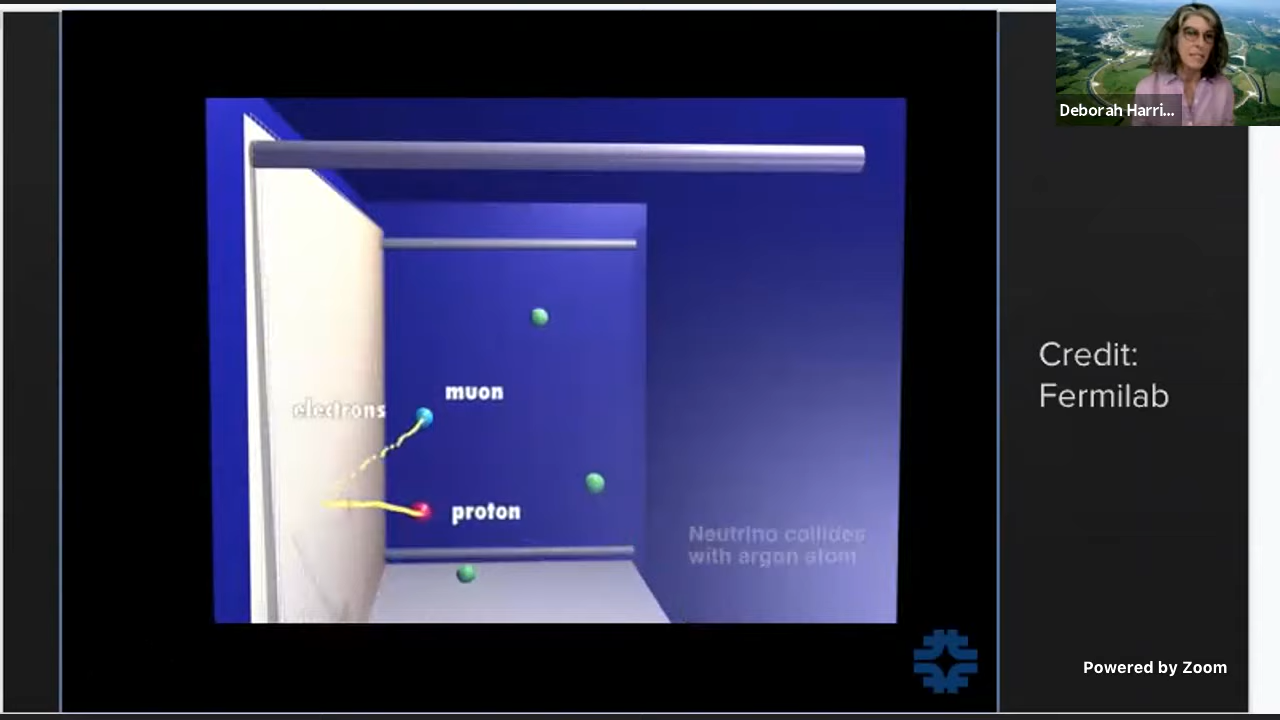 Deborah Harri...
muon
electrons
proton
Neutrino collides
with argon atom
Credit:
Fermilab
Powered by Zoom